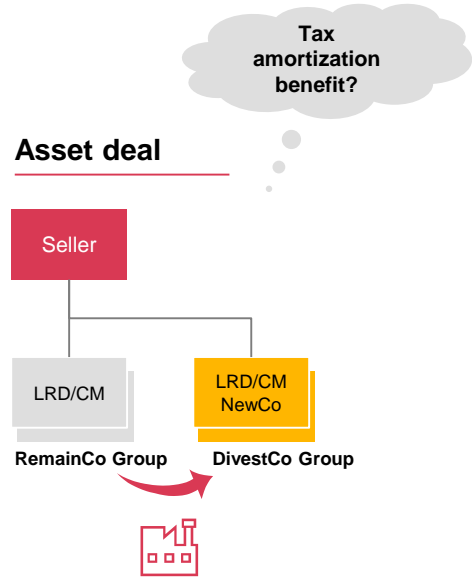 Tax
amortization
benefit?
Asset deal
Seller
LRD/CM
LRD/CM
NewCo
RemainCo Group
DivestCo Group